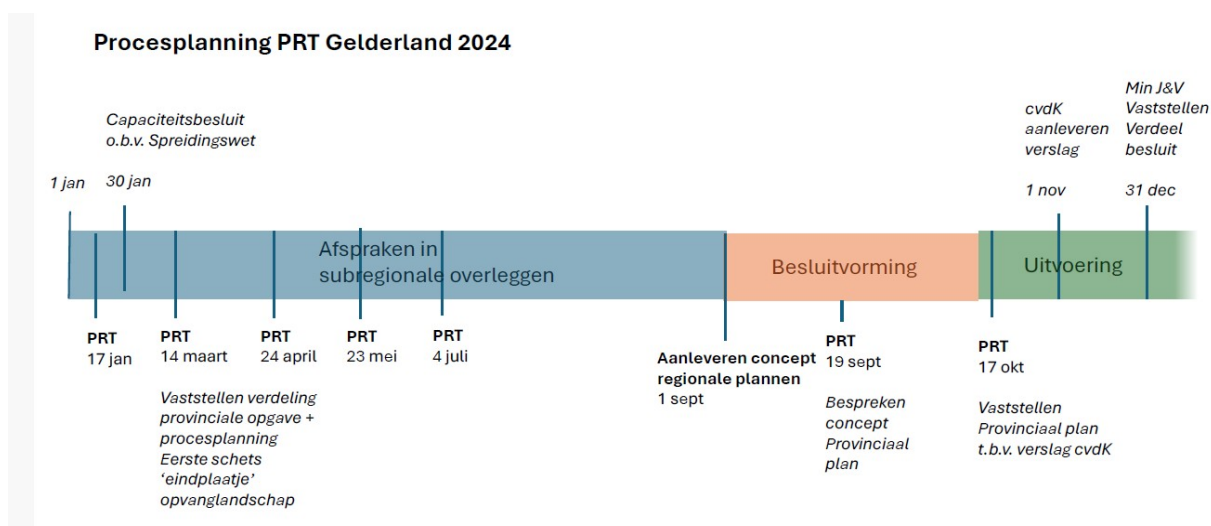 Procesplanning PRT Gelderland 2024
Capaciteitsbesluit
o.b.v. Spreidingswet
1 jan
30 jan
cvdK
aanleveren
verslag
1 nov
Min J&V
Vaststellen
Verdeel
besluit
31 dec
Afspraken in
subregionale overleggen
Besluitvorming
Uitvoering
PRT
17 jan
PRT
14 maart
Vaststellen verdeling
provinciale opgave +
procesplanning
Eerste schets
‘eindplaatje’
opvanglandschap
PRT
24 april
PRT
23 mei
PRT
4 juli
Aanleveren concept
regionale plannen
1 sept
PRT
19 sept
Bespreken
concept
Provinciaal
plan
PRT
17 okt
Vaststellen
Provinciaal plan
t.b.v. verslag cvdK